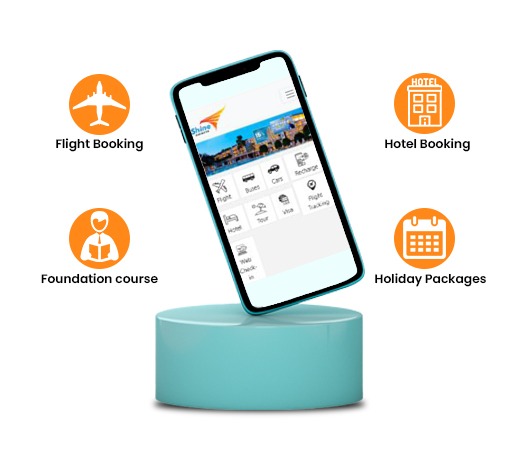 HOTEL
Flight Booking
Hotel Booking
Shine
Flight
Buses
Cars
Recharge
Hotel
Tour
Visa
Flight
Tracking
Web
Check-
in
Foundation course
Holiday Packages